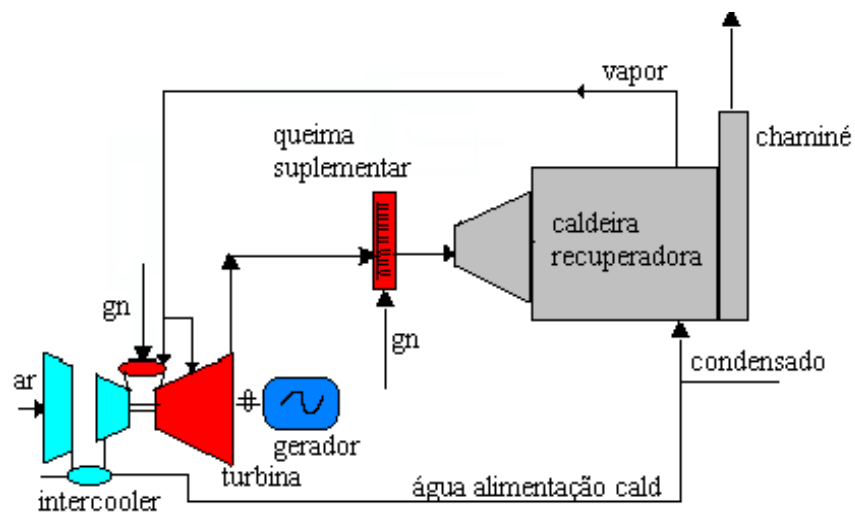 vapor
queima
suplementar
chaminé
caldeira
recuperadora
gn
gn
ar
condensado
gerador
turbina
intercooler
água alimentação cald